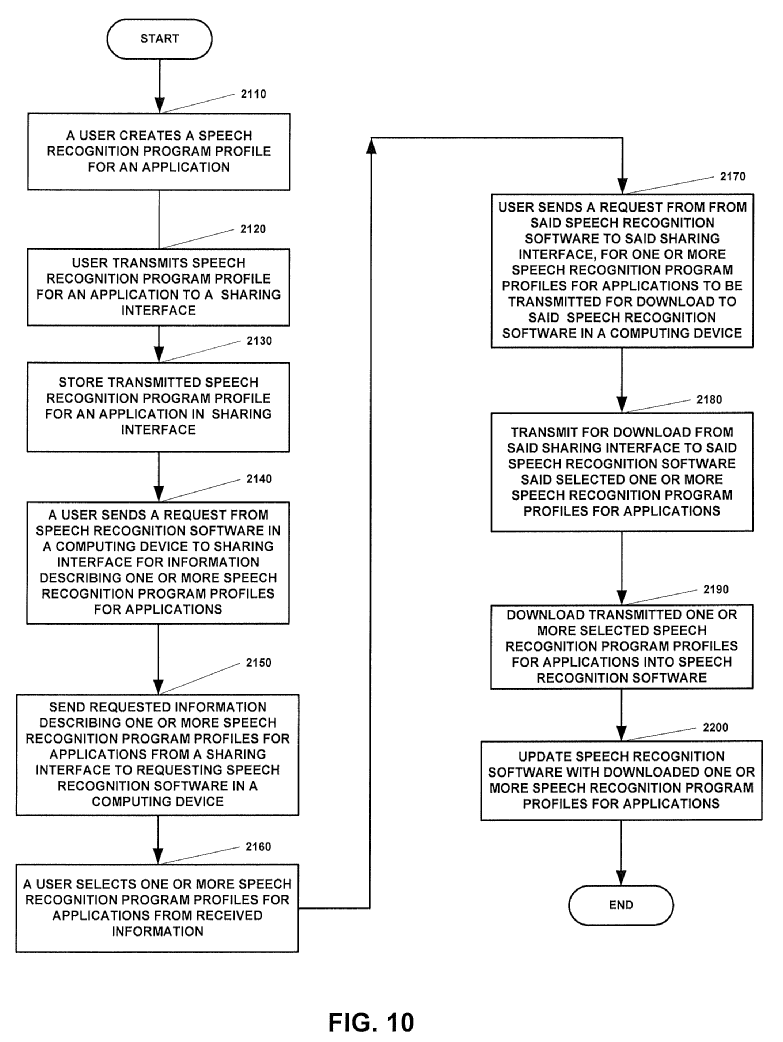 START
2110
A USER CREATES A SPEECH
RECOGNITION PROGRAM PROFILE
FOR AN APPLICATION
2120
USER TRANSMITS SPEECH
RECOGNITION PROGRAM PROFILE
FOR AN APPLICATION TO A SHARING
INTERFACE
2130
STORE TRANSMITTED SPEECH
RECOGNITION PROGRAM PROFILE
FOR AN APPLICATION IN SHARING
INTERFACE
2140
A USER SENDS A REQUEST FROM
SPEECH RECOGNITION SOFTWARE IN
A COMPUTING DEVICE TO SHARING
INTERFACE FOR INFORMATION
DESCRIBING ONE OR MORE SPEECH
RECOGNITION PROGRAM PROFILES
FOR APPLICATIONS
2150
SEND REQUESTED INFORMATION
DESCRIBING ONE OR MORE SPEECH
RECOGNITION PROGRAM PROFILES FOR
APPLICATIONS FROM A SHARING
INTERFACE TO REQUESTING SPEECH
RECOGNITION SOFTWARE IN A
COMPUTING DEVICE
2160
A USER SELECTS ONE OR MORE SPEECH
RECOGNITION PROGRAM PROFILES FOR
APPLICATIONS FROM RECEIVED
INFORMATION
2170
USER SENDS A REQUEST FROM FROM
SAID SPEECH RECOGNITION
SOFTWARE TO SAID SHARING
INTERFACE, FOR ONE OR MORE
SPEECH RECOGNITION PROGRAM
PROFILES FOR APPLICATIONS TO BE
TRANSMITTED FOR DOWNLOAD TO
SAID SPEECH RECOGNITION
SOFTWARE IN A COMPUTING DEVICE
2180
TRANSMIT FOR DOWNLOAD FROM
SAID SHARING INTERFACE TO SAID
SPEECH RECOGNITION SOFTWARE
SAID SELECTED ONE OR MORE
SPEECH RECOGNITION PROGRAM
PROFILES FOR APPLICATIONS
2190
DOWNLOAD TRANSMITTED ONE OR
MORE SELECTED SPEECH
RECOGNITION PROGRAM PROFILES
FOR APPLICATIONS INTO SPEECH
RECOGNITION SOFTWARE
2200
UPDATE SPEECH RECOGNITION
SOFTWARE WITH DOWNLOADED ONE OR
MORE SPEECH RECOGNITION PROGRAM
PROFILES FOR APPLICATIONS
END
FIG. 10